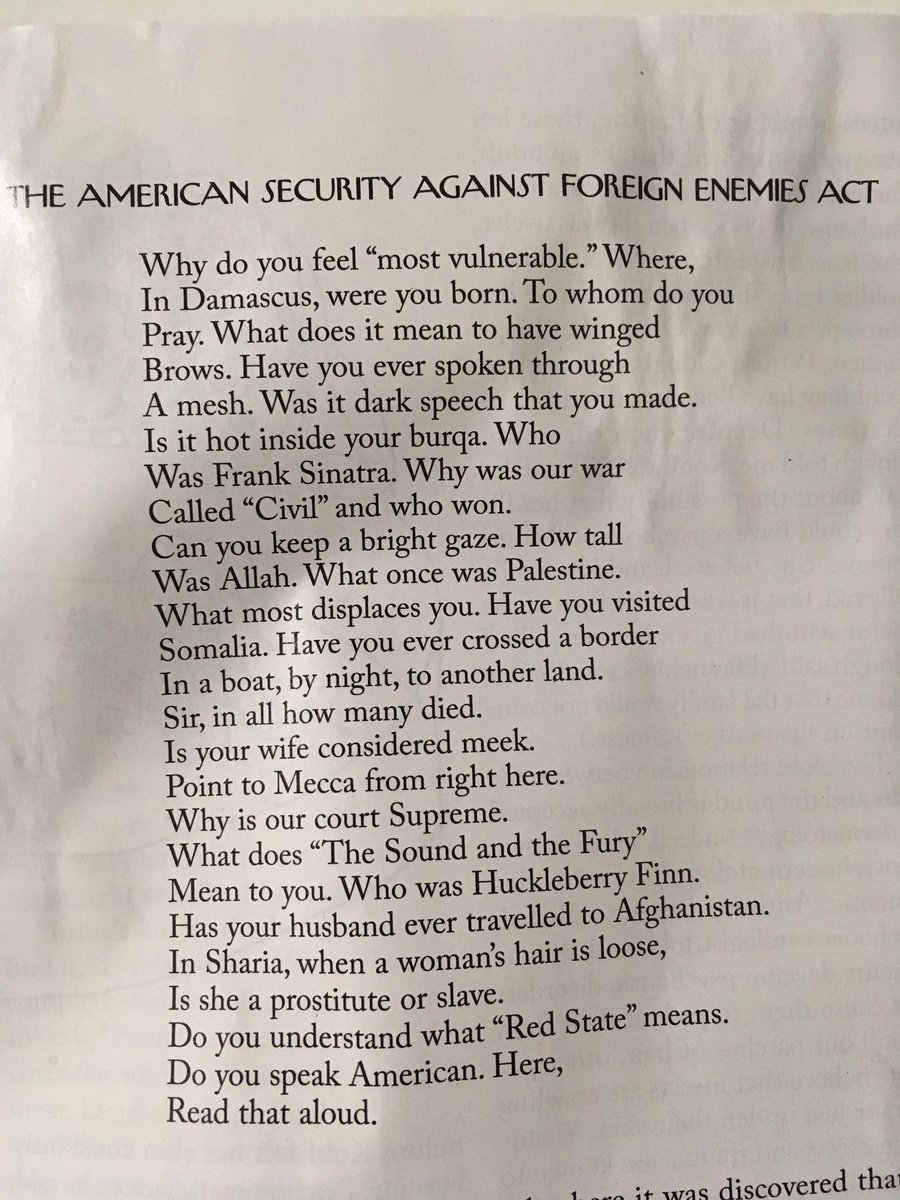 THE AMERICAN SECURITY AGAINST FOREIGN ENEMIES ACT
Why do you feel “most vulnerable.” Where,
In Damascus, were you born. To whom do you
Pray. What does it mean to have winged
Brows. Have you ever spoken through
A mesh. Was it dark speech that you made.
Is it hot inside your burqa. Who
Was Frank Sinatra. Why was our war
Called “Civil” and who won.
Can you keep a bright gaze. How tall
Was Allah. What once was Palestine.
What most displaces you. Have you visited
Somalia. Have you ever crossed a border
In a boat, by night, to another land.
Sir, in all how many died.
Is your wife considered meek.
Point to Mecca from right here.
Why is our court Supreme.
What does “The Sound and the Fury”
Mean to you. Who was Huckleberry Finn.
Has your husband ever travelled to Afghanistan.
In Sharia, when a woman’s hair is loose,
Is she a prostitute or slave.
Do you understand what “Red State” means.
Do you speak American. Here,
Read that aloud.
it was discovered that